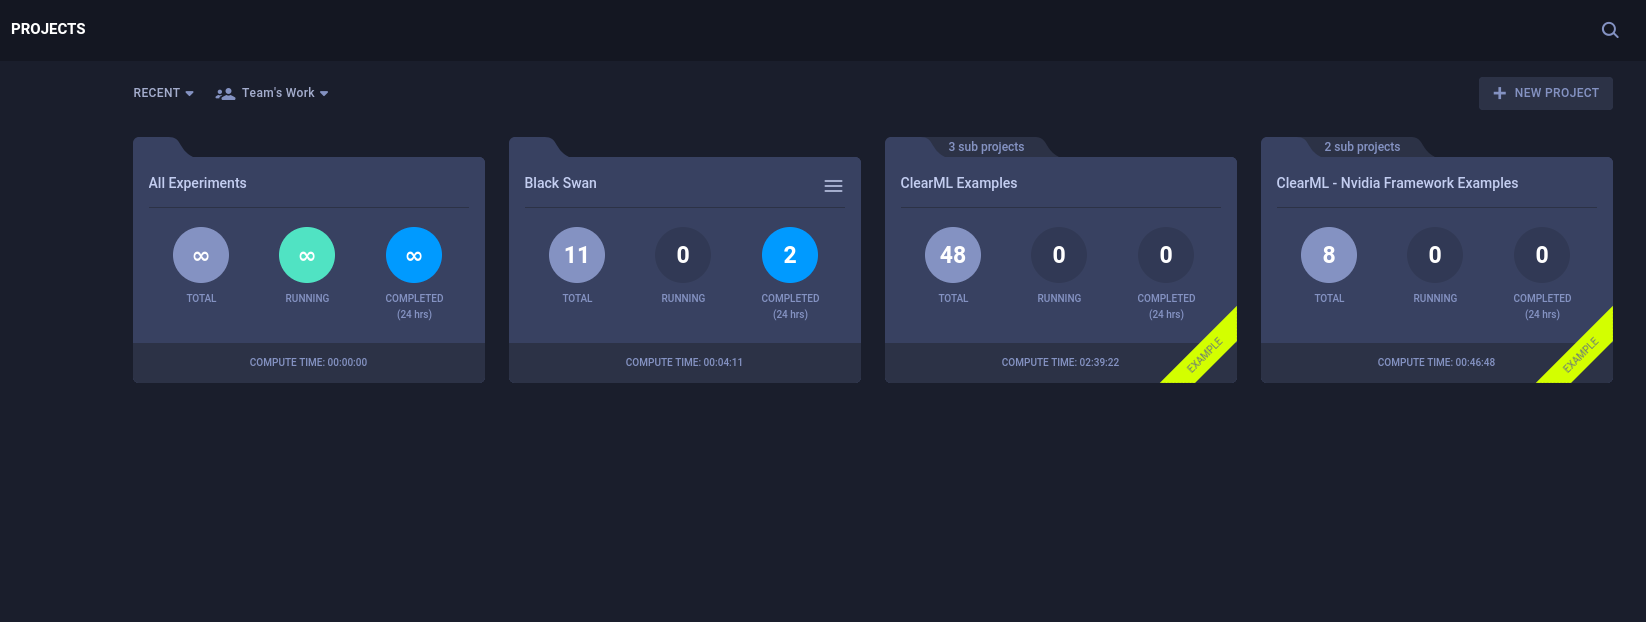 PROJECTS
RECENT
Team's Work
NEW PROJECT
All Experiments
∞
∞
∞
TOTAL
RUNNING
COMPLETED
(24 hrs)
COMPUTE TIME: 00:00:00
Black Swan
11
0
2
TOTAL
RUNNING
COMPLETED
(24 hrs)
COMPUTE TIME: 00:04:11
3 sub projects
ClearML Examples
48
0
0
TOTAL
RUNNING
COMPLETED
(24 hrs)
COMPUTE TIME: 02:39:22
EXAMPLE
2 sub projects
ClearML - Nvidia Framework Examples
8
0
0
TOTAL
RUNNING
COMPLETED
(24 hrs)
COMPUTE TIME: 00:46:48
EXAMPLE